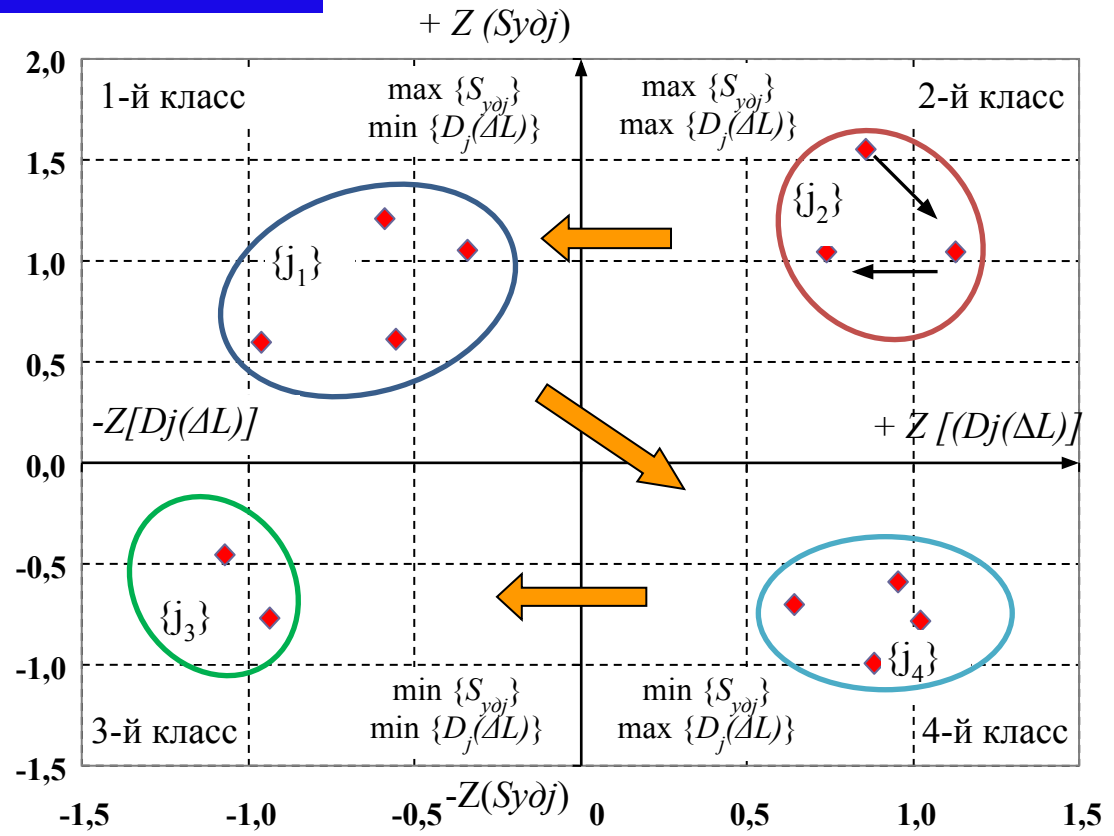 + Z (Sудj)
2,0
1-й класс
max {Sудj}
min {Dj(ΔL)}
max {Sудj}
max {Dj(ΔL)}
2-й класс
1,5
{j2}
1,0
{j1}
0,5
-Z[Dj(ΔL)]
+ Z [(Dj(ΔL)]
0,0
-0,5
{j3}
{j4}
-1,0
min {Sудj}
min {Dj(ΔL)}
min {Sудj}
max {Dj(ΔL)}
3-й класс
4-й класс
-1,5
-Z(Sудj)
-1,5 -1,0 -0,5 0 0,5 1,0 1,5